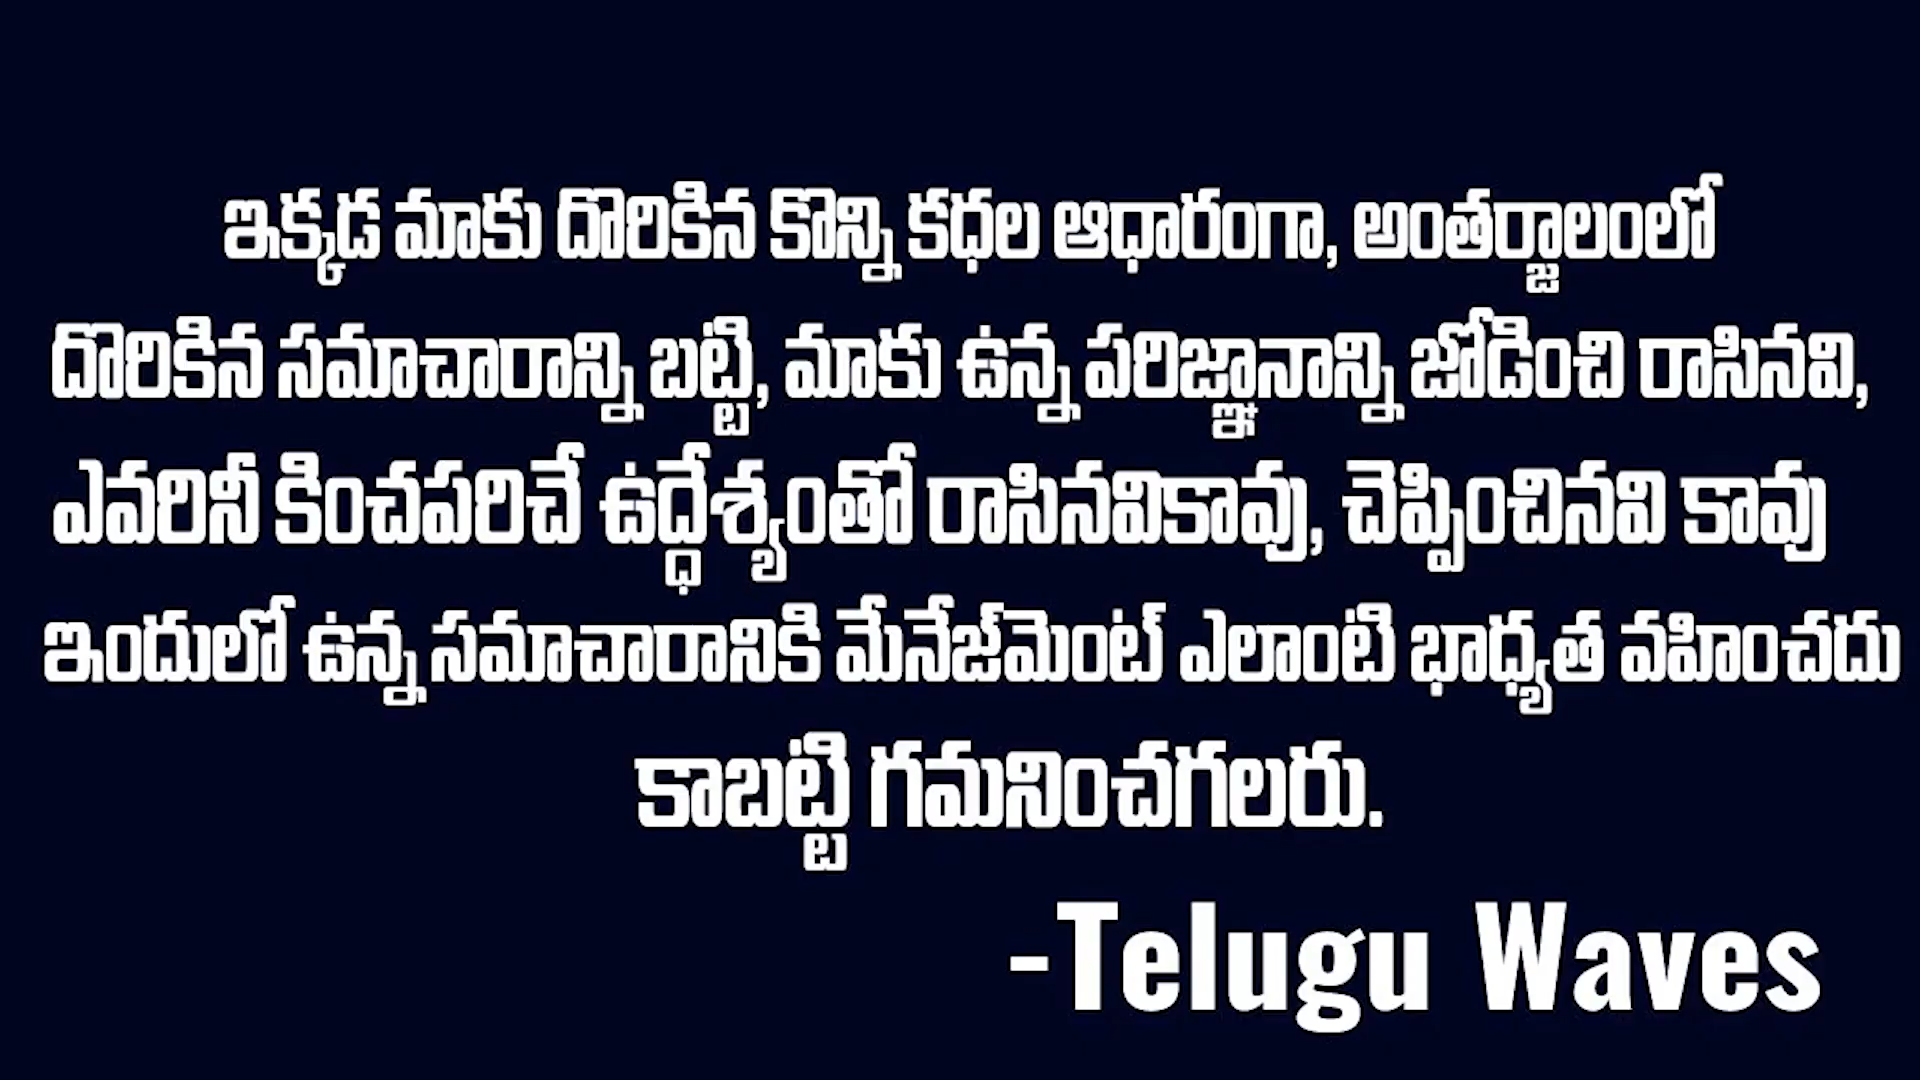 ఇక్కడ మాకు దొరికిన కొన్ని కధల ఆధారంగా, అంతర్జాలంలో
దొరికిన సమాచారాన్ని బట్టి, మాకు ఉన్న పరిజ్ఞానాన్ని జోడించి రాసినవి,
ఎవరినీ కించపరిచే ఉద్ధేశ్యంతో రాసినవికావు, చెప్పించినవి కావు
ఇందులో ఉన్న సమాచారానికి మేనేజ్‌మెంట్ ఎలాంటి భాధ్యత వహించదు
కాబట్టి గమనించగలరు.
-Telugu Waves